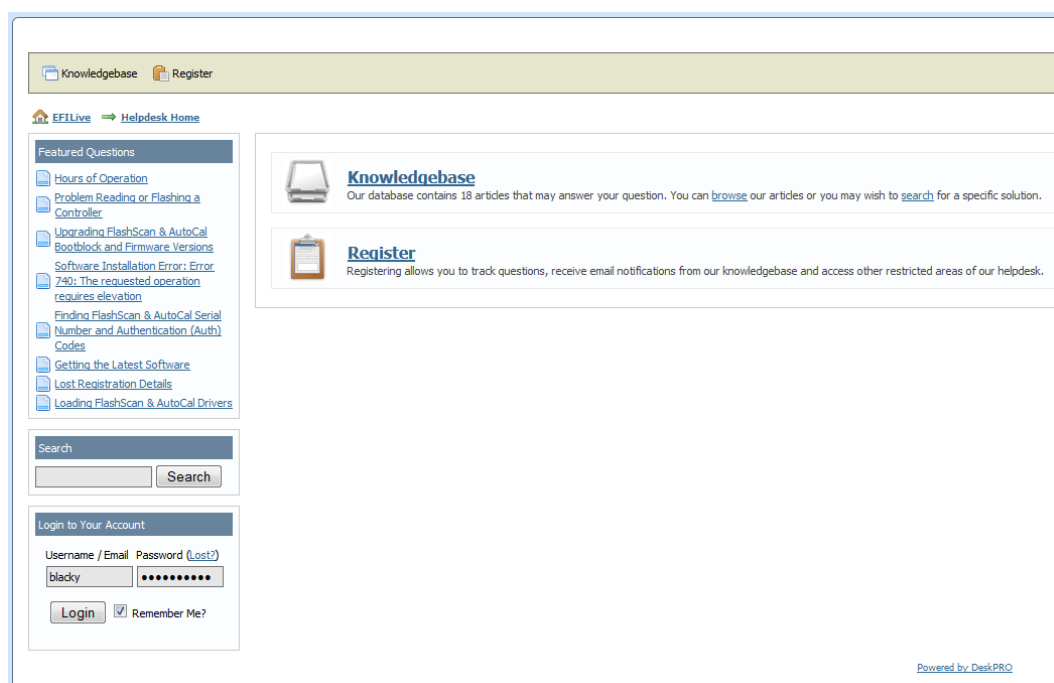 Knowledgebase Register
EFILive Helpdesk Home
Featured Questions
Hours of Operation
Problem Reading or Flashing a
Controller
Upgrading FlashScan & AutoCal
Bootblock and Firmware Versions
Software Installation Error: Error
740: The requested operation
requires elevation
Finding FlashScan & AutoCal Serial
Number and Authentication (Auth)
Codes
Getting the Latest Software
Lost Registration Details
Loading FlashScan & AutoCal Drivers
Search
Search
Login to Your Account
Username / Email Password (Lost?)
blacky ••••••••••
Login Remember Me?
Knowledgebase
Our database contains 18 articles that may answer your question. You can browse our articles or you may wish to search for a specific solution.
Register
Registering allows you to track questions, receive email notifications from our knowledgebase and access other restricted areas of our helpdesk.
Powered by DeskPRO